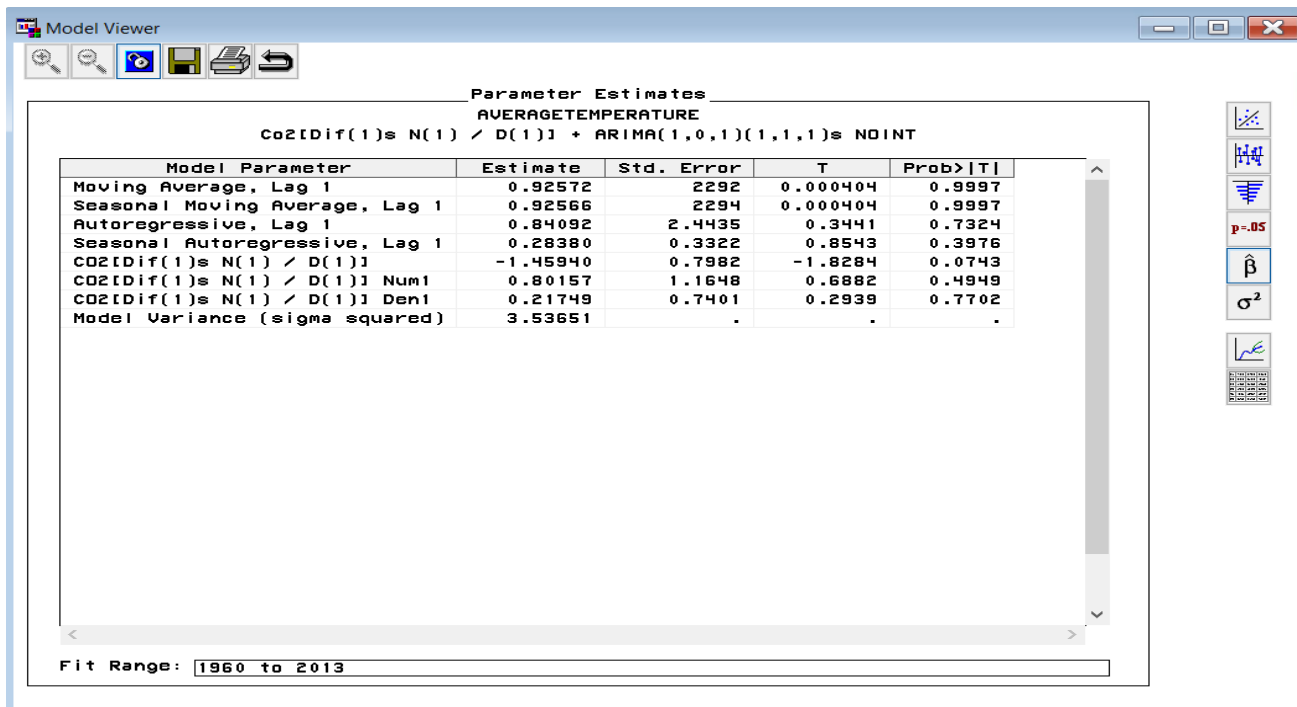 Model Viewer
Parameter Estimates
AVERAGETEMPERATURE
Co2[Dif(1)s N(1) / D(1)] + ARIMA(1,0,1)(1,1,1)s NOINT
Model Parameter Estimate Std. Error T Prob>|T|
Moving Average, Lag 1 0.92572 2292 0.000404 0.9997
Seasonal Moving Average, Lag 1 0.92566 2294 0.000404 0.9997
Autoregressive, Lag 1 0.84092 2.4435 0.3441 0.7324
Seasonal Autoregressive, Lag 1 0.28380 0.3322 0.8543 0.3976
CO2[Dif(1)s N(1) / D(1)] -1.45940 0.7982 -1.8284 0.0743
CO2[Dif(1)s N(1) / D(1)] Num1 0.80157 1.1648 0.6882 0.4949
CO2[Dif(1)s N(1) / D(1)] Den1 0.21749 0.7401 0.2939 0.7702
Model Variance (sigma squared) 3.53651 . . .
p=.05
β̂
σ²
Fit Range: 1960 to 2013